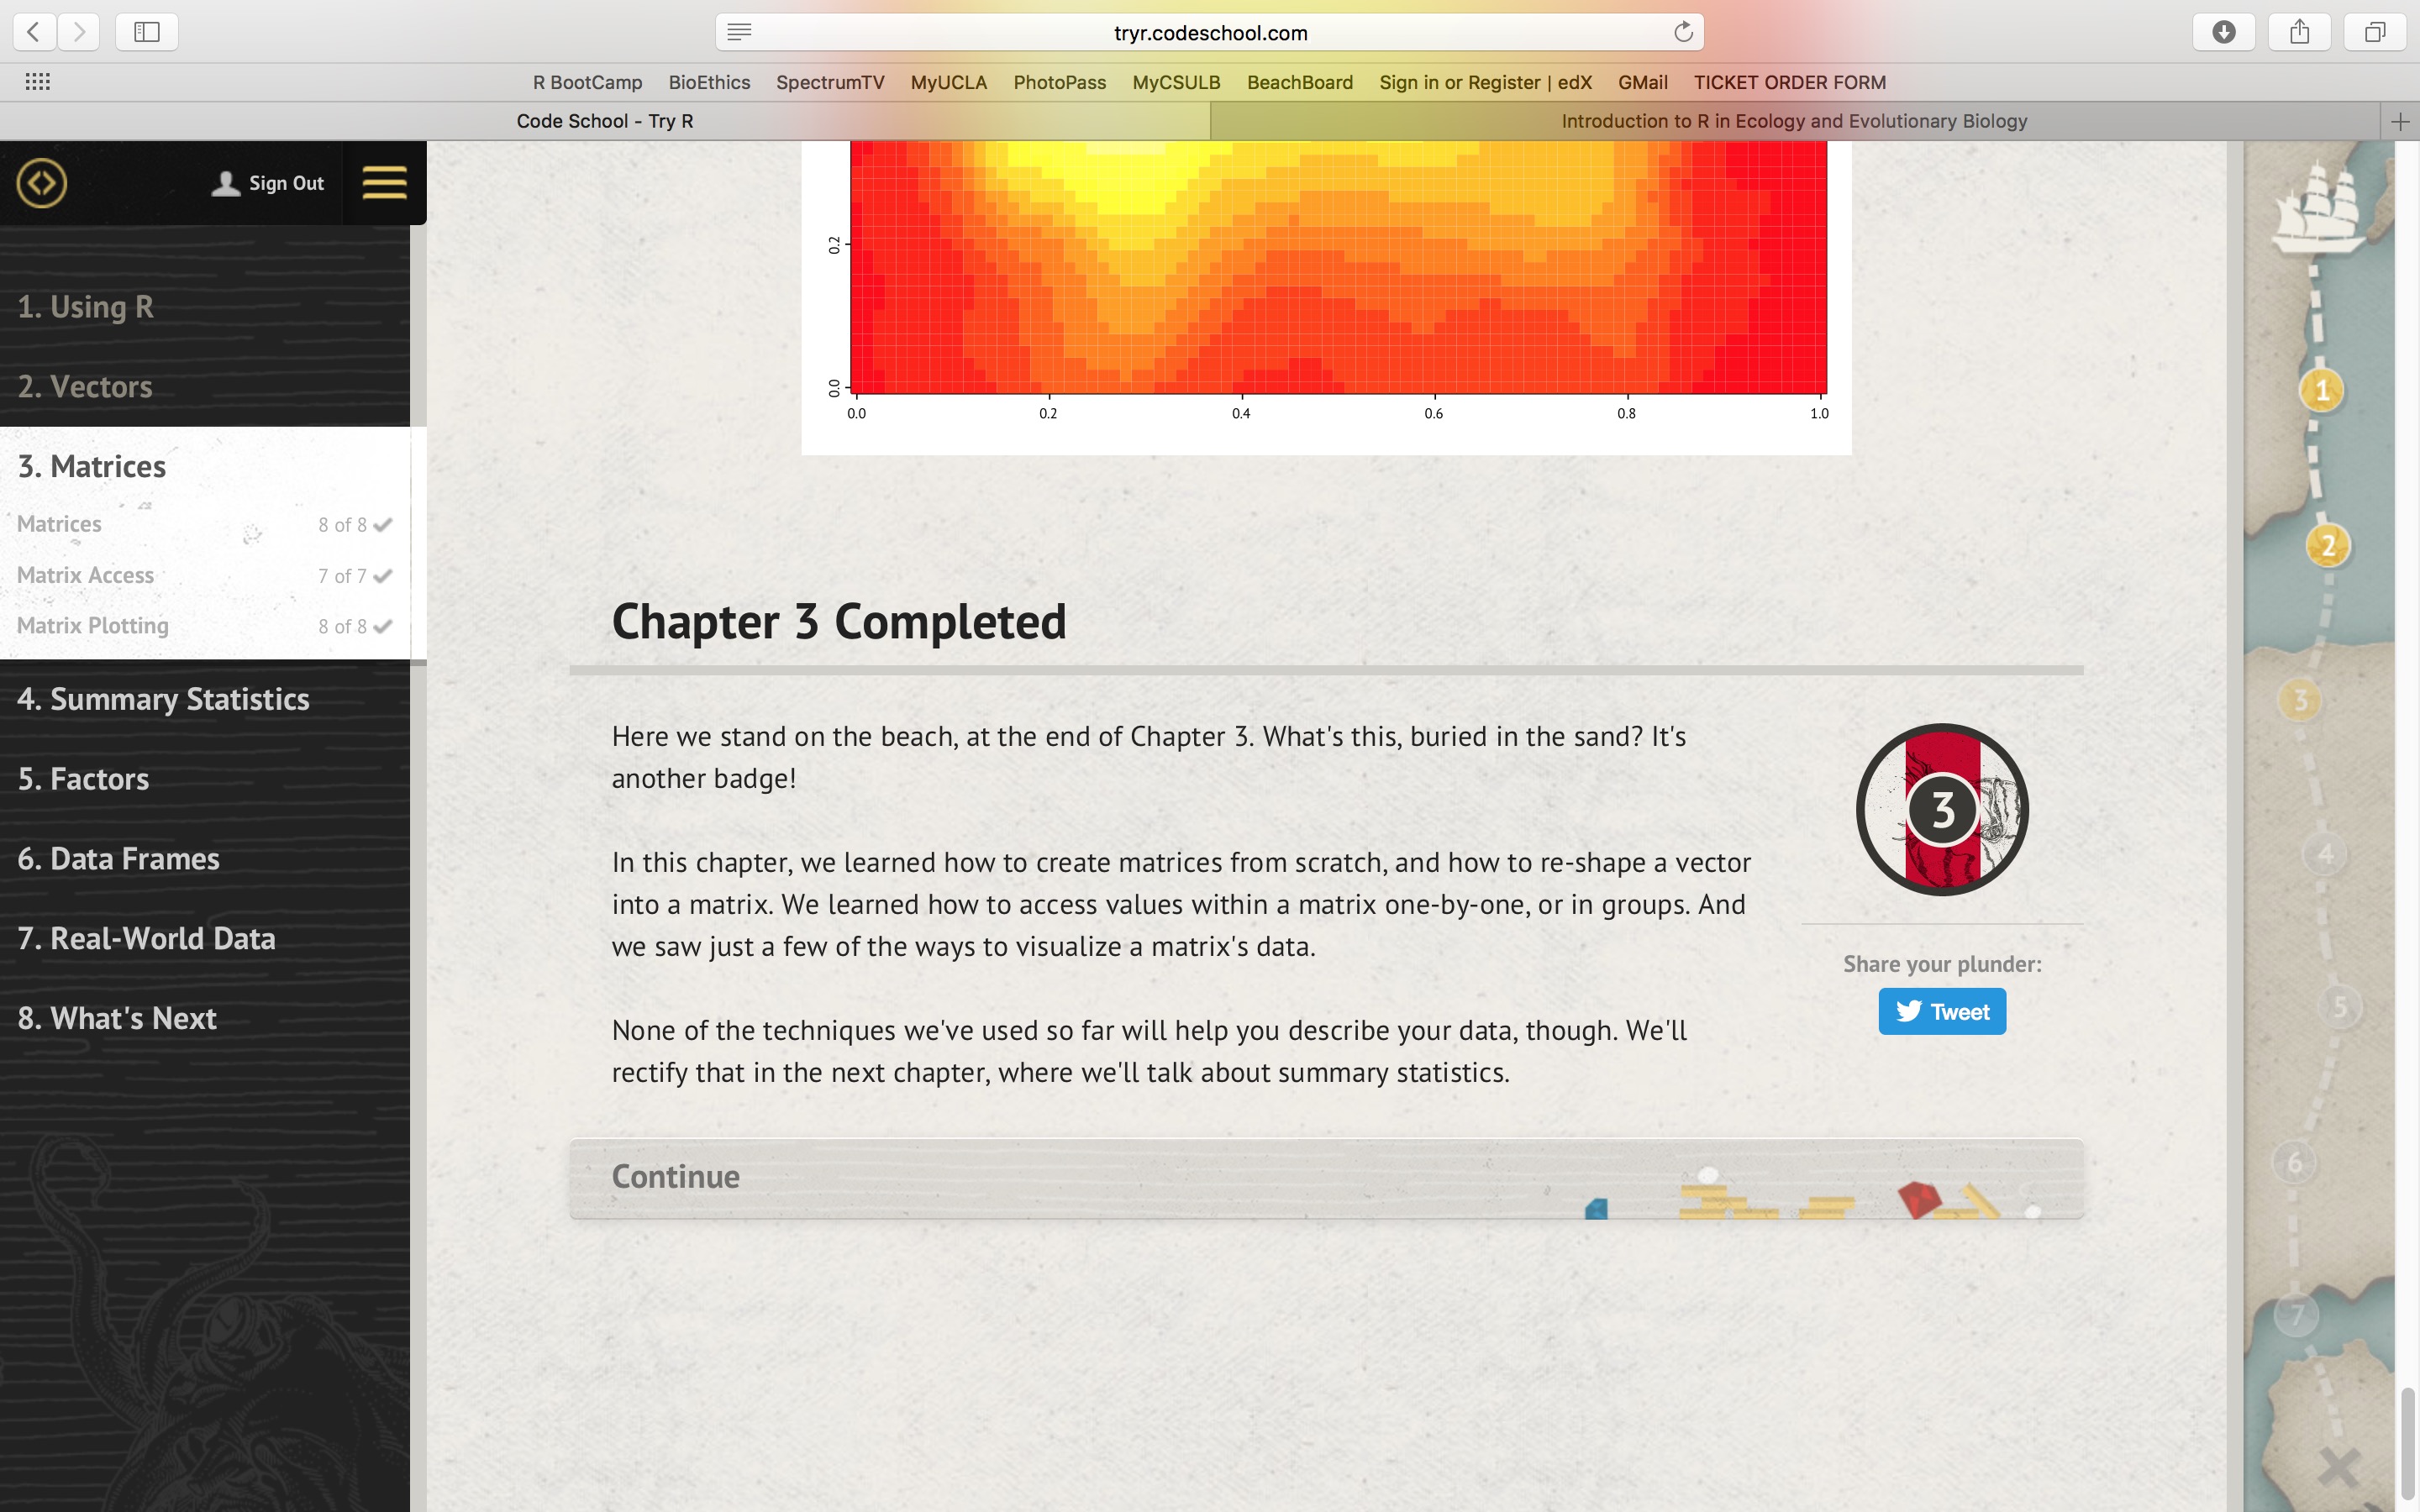 tryr.codeschool.com
R BootCamp BioEthics SpectrumTV MyUCLA PhotoPass MyCSULB BeachBoard Sign in or Register | edX GMail TICKET ORDER FORM
Code School - Try R
Introduction to R in Ecology and Evolutionary Biology
Sign Out
1. Using R
2. Vectors
3. Matrices
Matrices 8 of 8
Matrix Access 7 of 7
Matrix Plotting 8 of 8
4. Summary Statistics
5. Factors
6. Data Frames
7. Real-World Data
8. What's Next
0.2
0.0
0.0 0.2 0.4 0.6 0.8 1.0
Chapter 3 Completed
Here we stand on the beach, at the end of Chapter 3. What's this, buried in the sand? It's
another badge!
In this chapter, we learned how to create matrices from scratch, and how to re-shape a vector
into a matrix. We learned how to access values within a matrix one-by-one, or in groups. And
we saw just a few of the ways to visualize a matrix's data.
None of the techniques we've used so far will help you describe your data, though. We'll
rectify that in the next chapter, where we'll talk about summary statistics.
3
Share your plunder:
Tweet
Continue
1
2
3
4
5
6
7